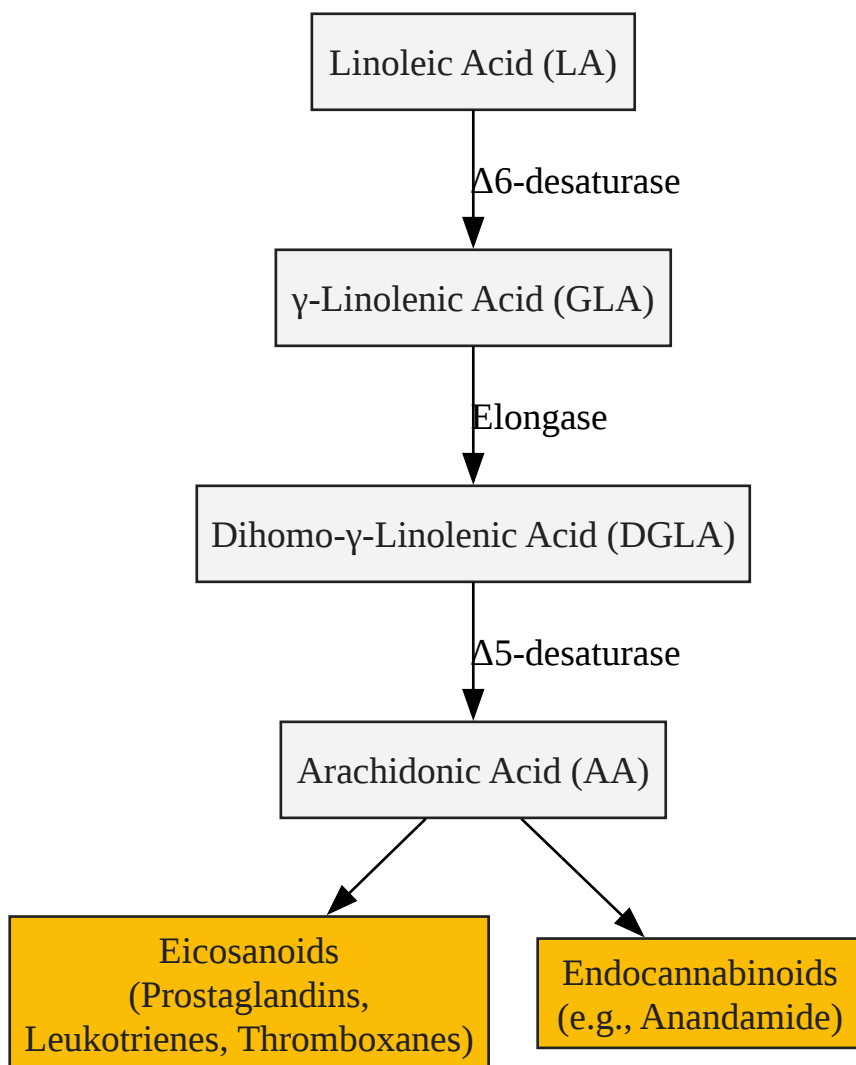 Linoleic Acid (LA)
Δ6-desaturase
γ-Linolenic Acid (GLA)
Elongase
Dihomo-γ-Linolenic Acid (DGLA)
Δ5-desaturase
Arachidonic Acid (AA)
Eicosanoids
(Prostaglandins,
Leukotrienes, Thromboxanes)
Endocannabinoids
(e.g., Anandamide)